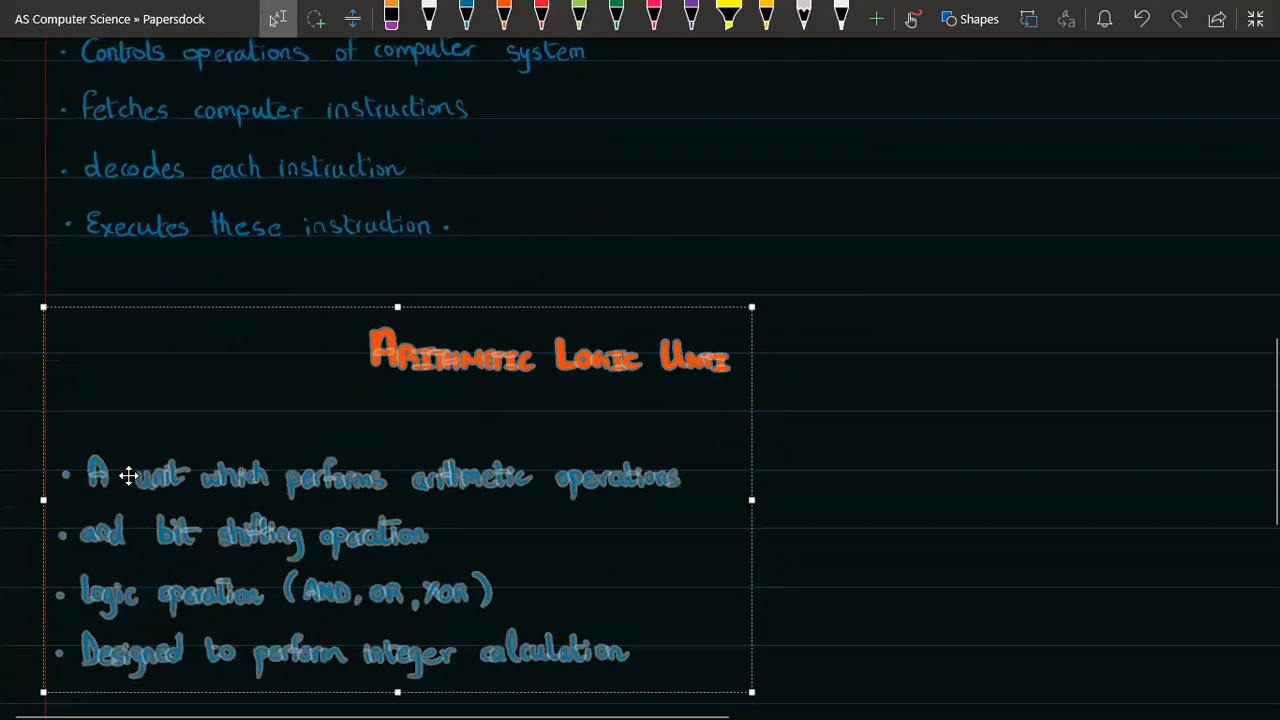 AS Computer Science » Papersdock
Shapes
· Controls operations of computer system
· fetches computer instructions
· decodes each instruction
· Executes these instruction .
ARITHMETIC LOGIC UNIT
· A unit which performs arithmetic operations
· and bit shifting operation
· logic operation (AND, OR, XOR)
· Designed to perform integer calculation